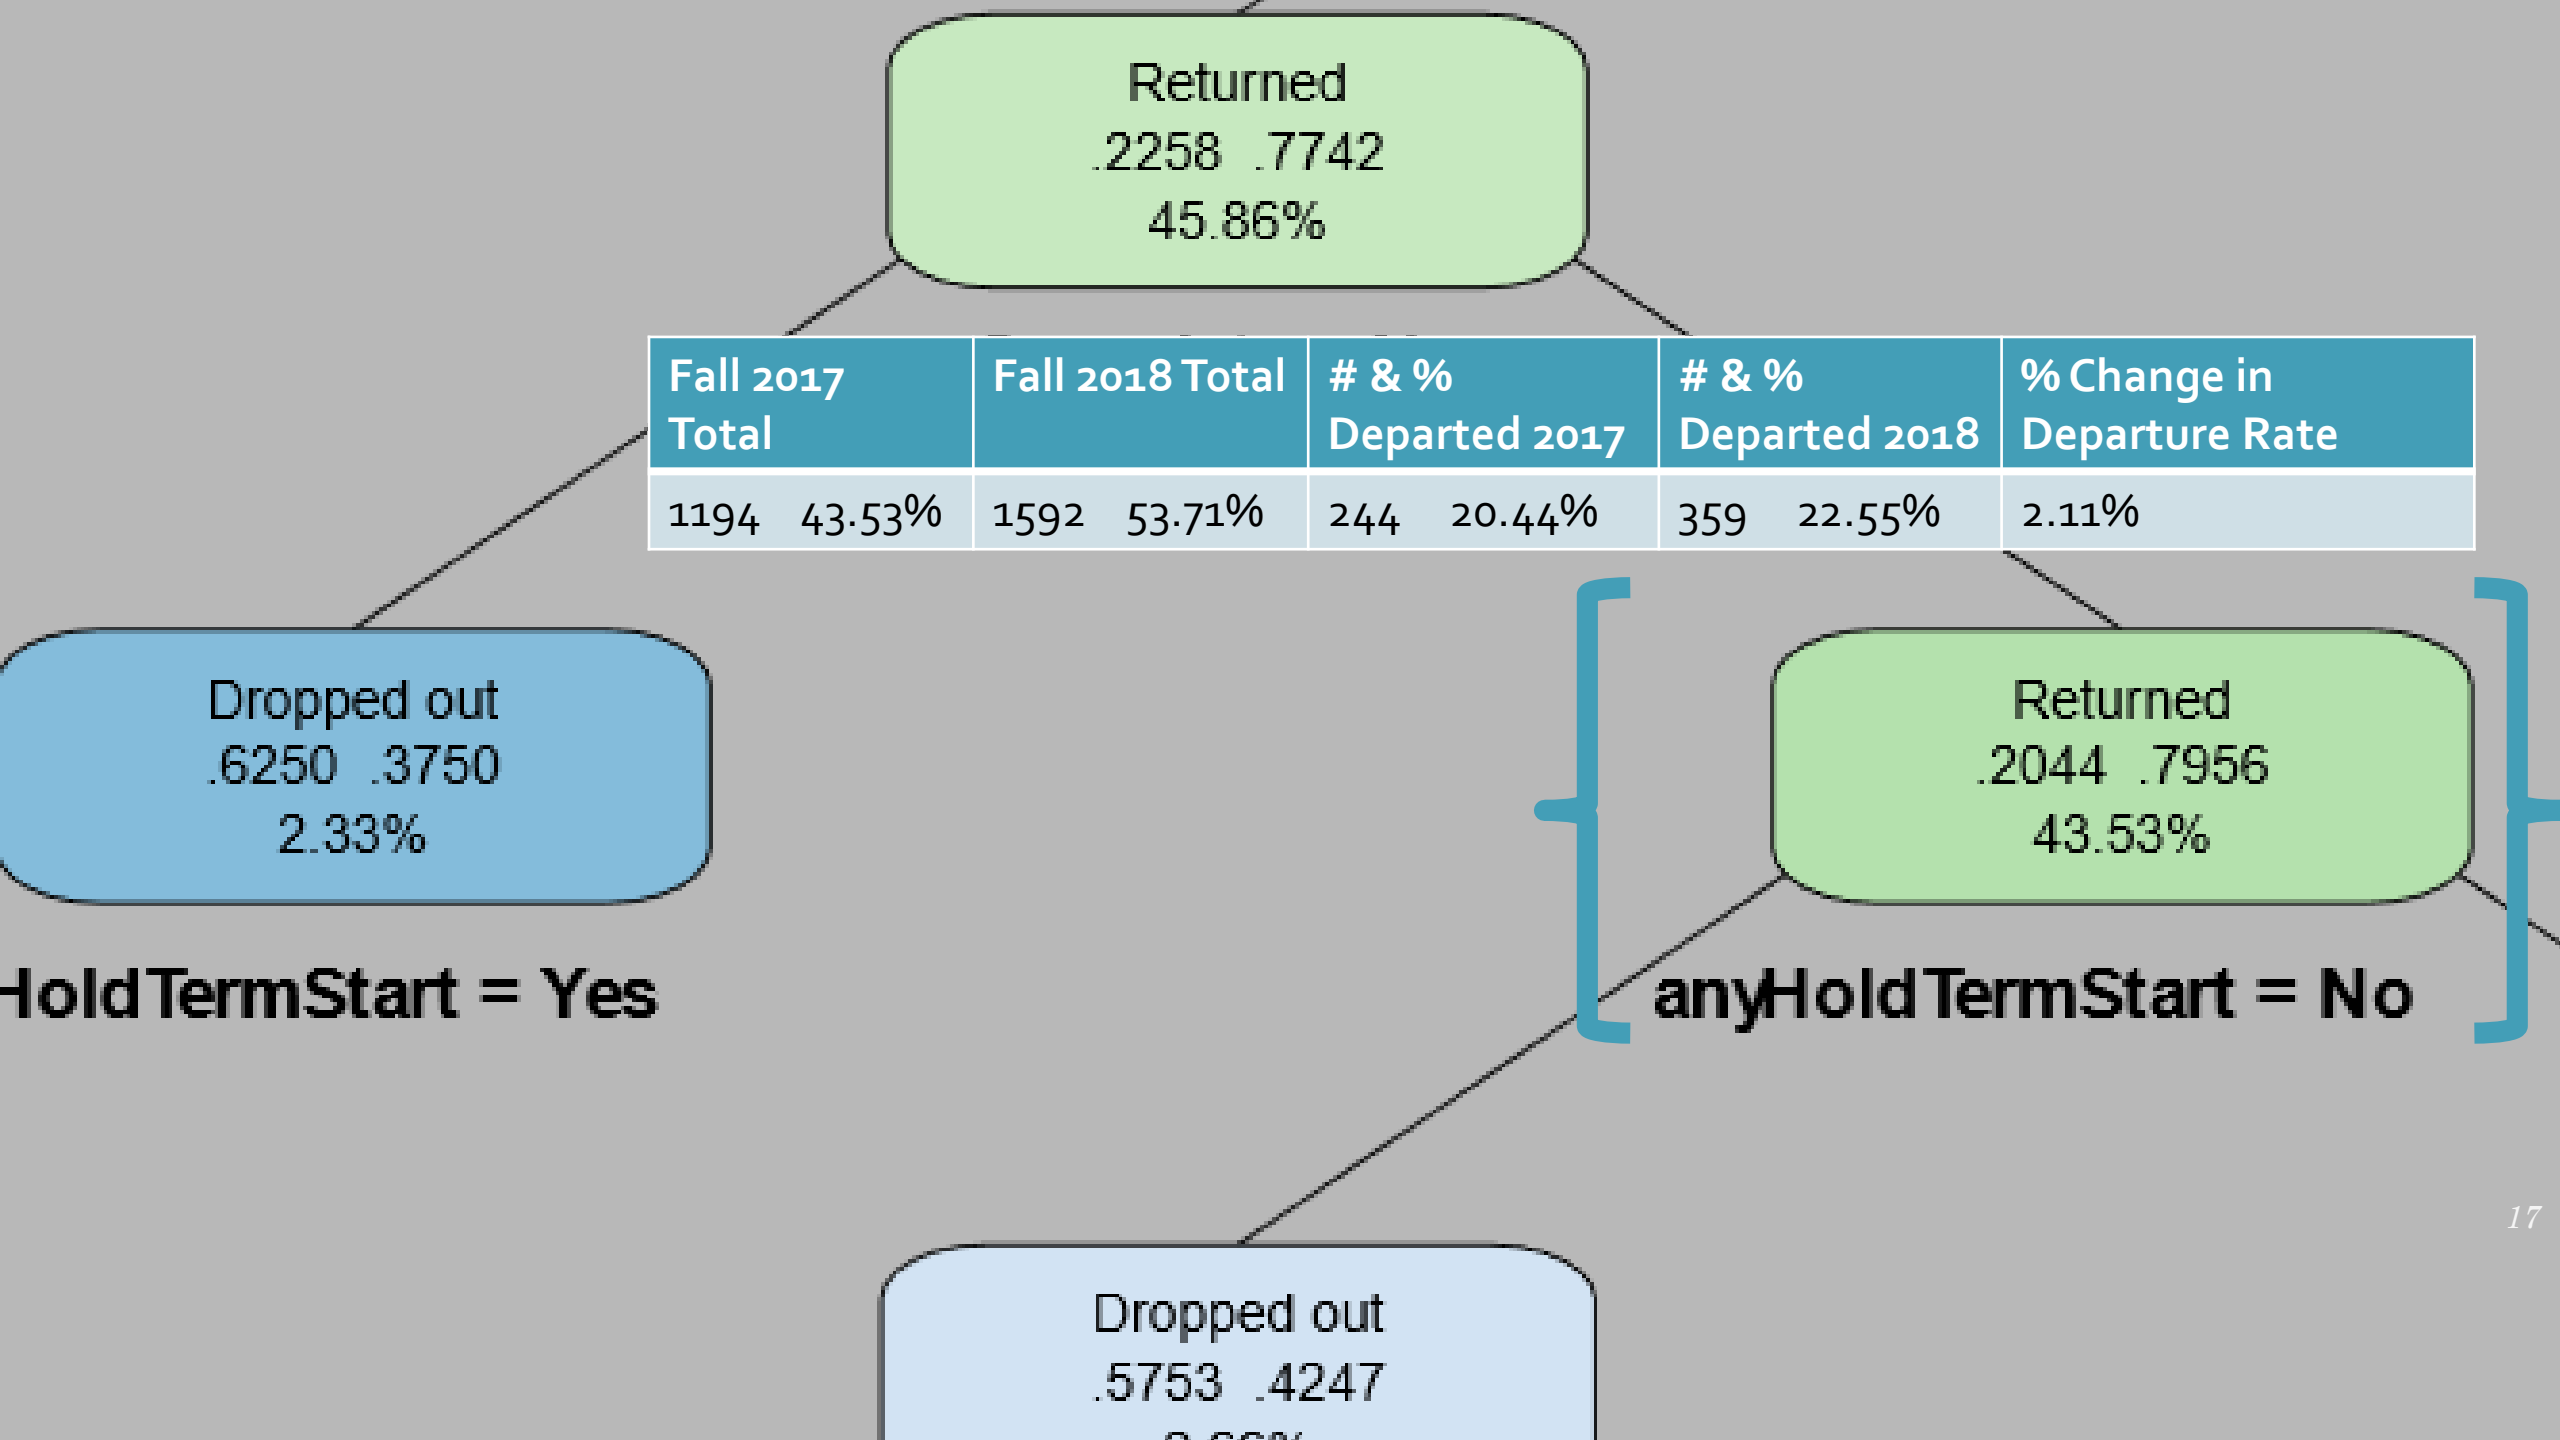 Returned
.2258 .7742
45.86%
Fall 2017 Total
Fall 2018 Total
# & % Departed 2017
# & % Departed 2018
% Change in Departure Rate
1194 43.53%
1592 53.71%
244 20.44%
359 22.55%
2.11%
Dropped out
.6250 .3750
2.33%
Returned
.2044 .7956
43.53%
HoldTermStart = Yes
anyHoldTermStart = No
17
Dropped out
.5753 .4247